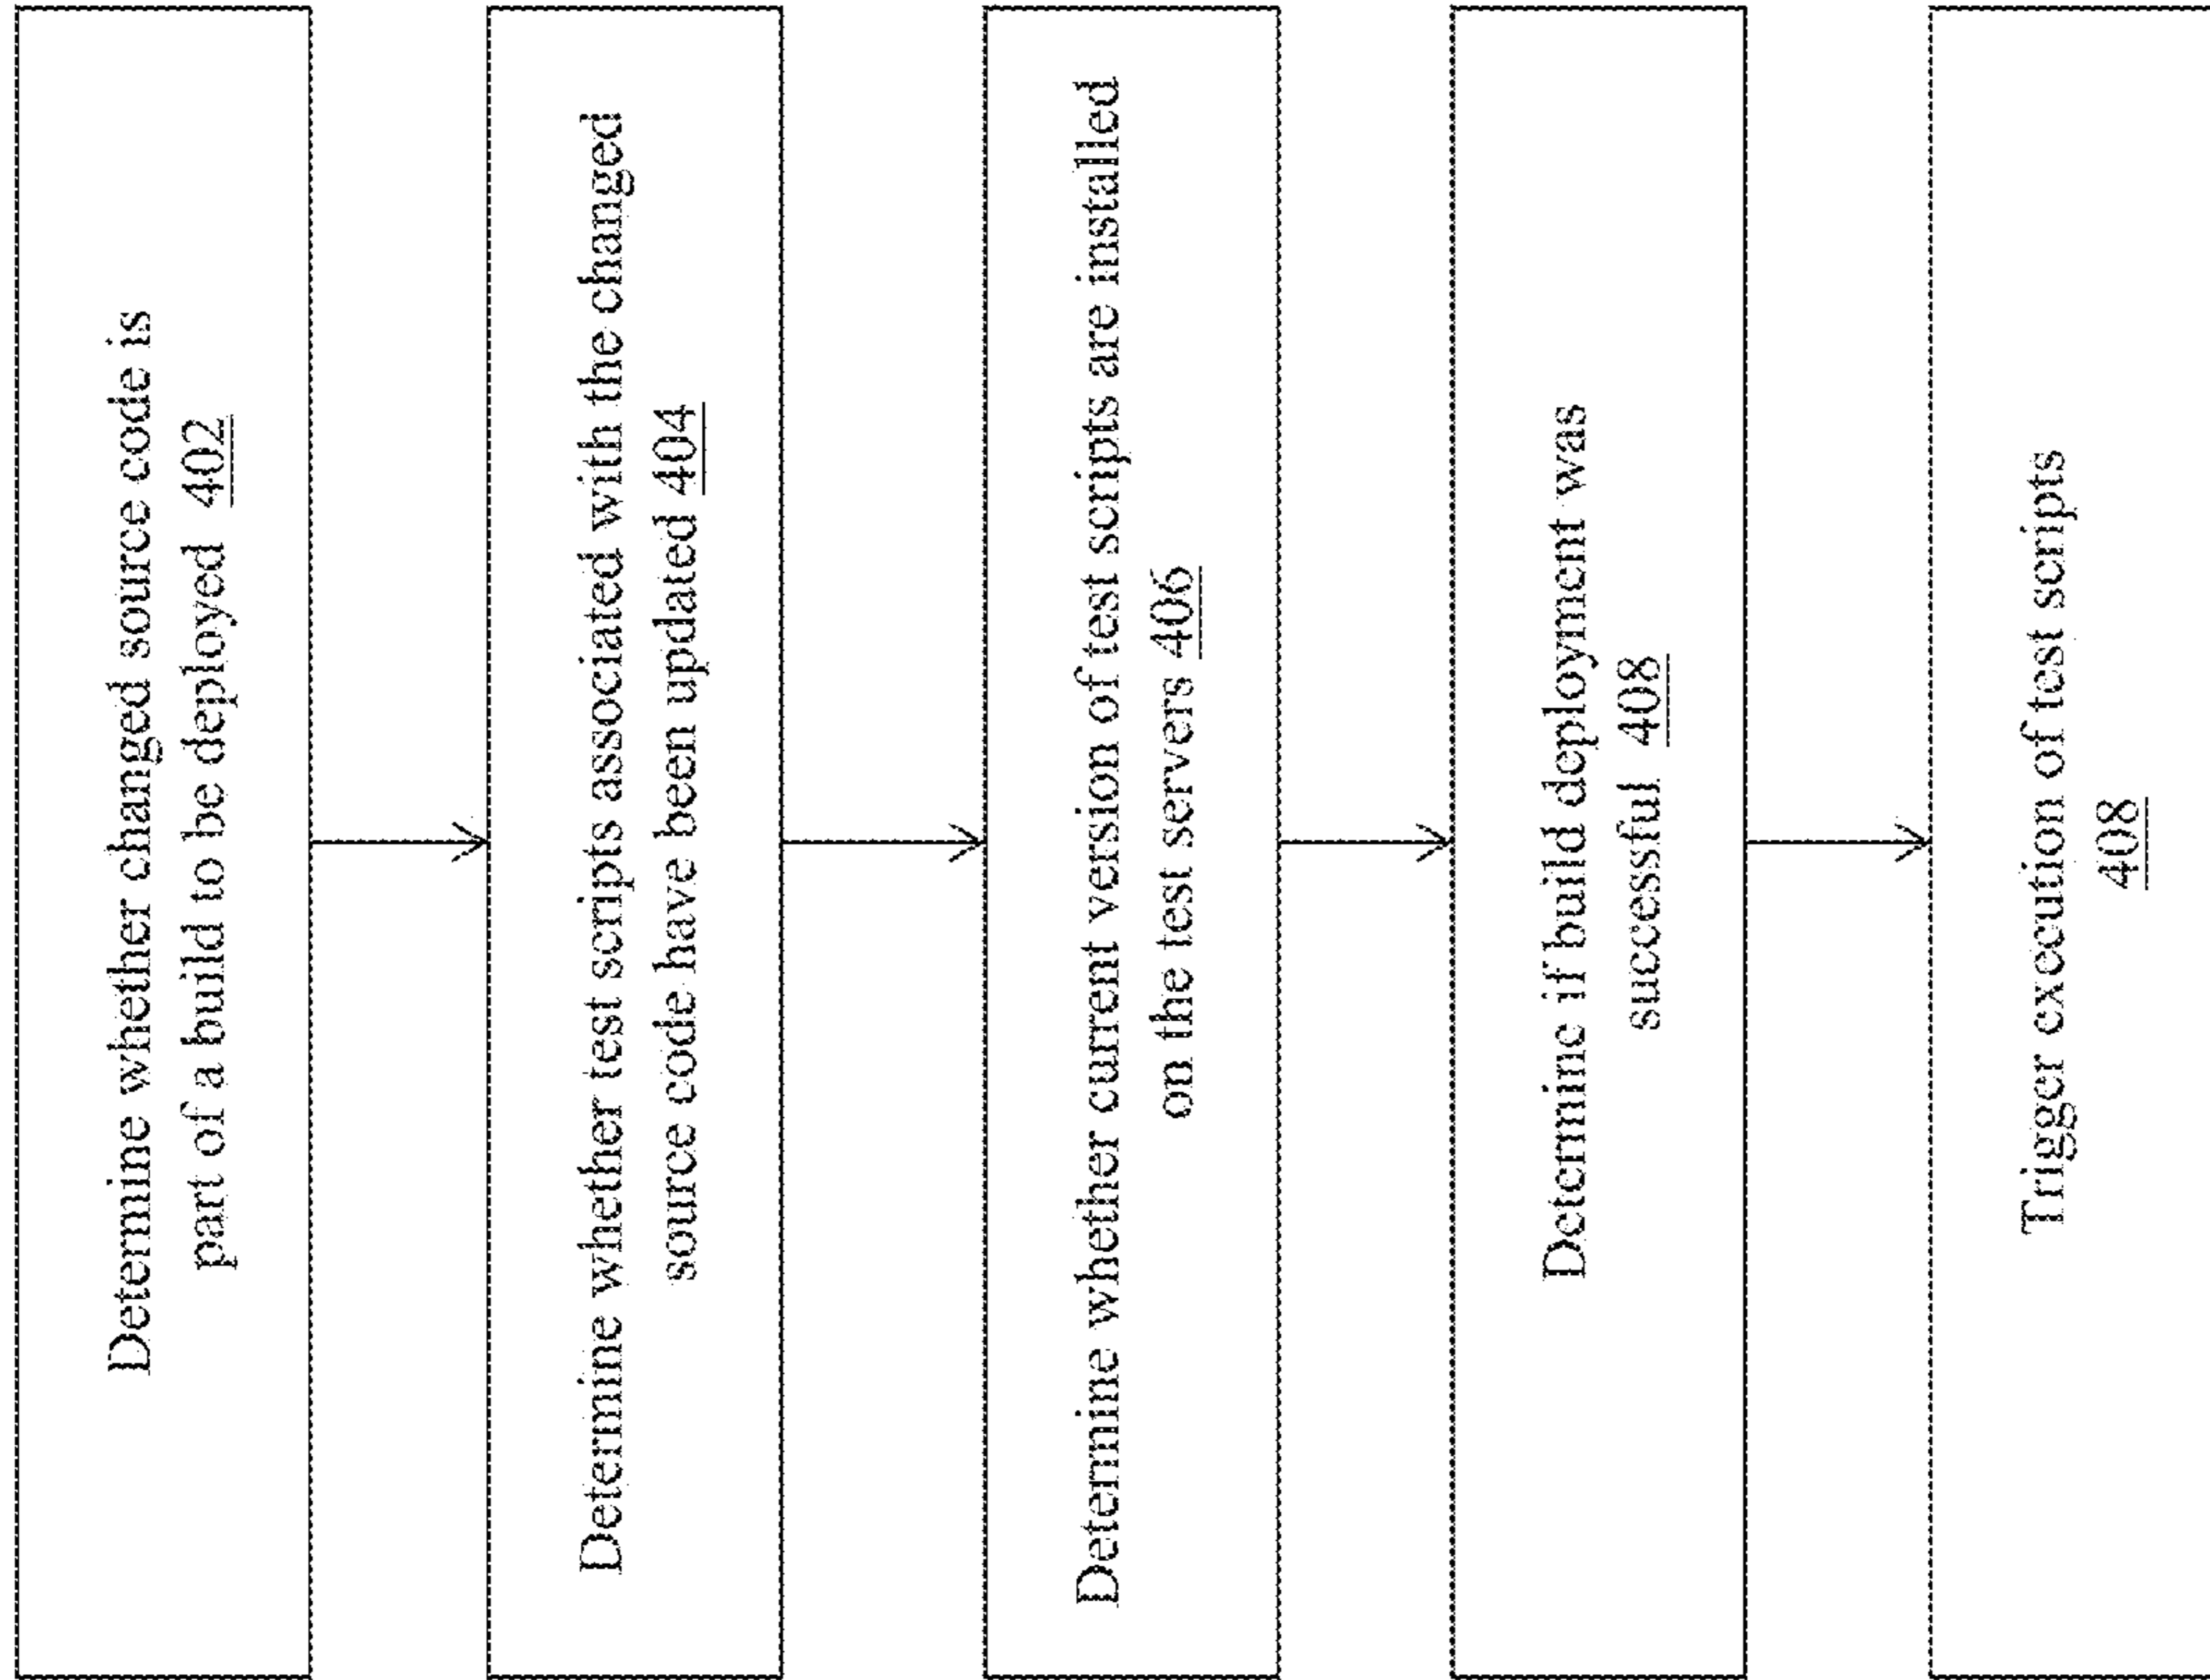 Determine whether changed source code is
part of a build to be deployed 402
Determine whether test scripts associated with the changed
source code have been updated 404
Determine whether current version of test scripts are installed
on the test servers 406
Determine if build deployment was
successful 408
Trigger execution of test scripts
408